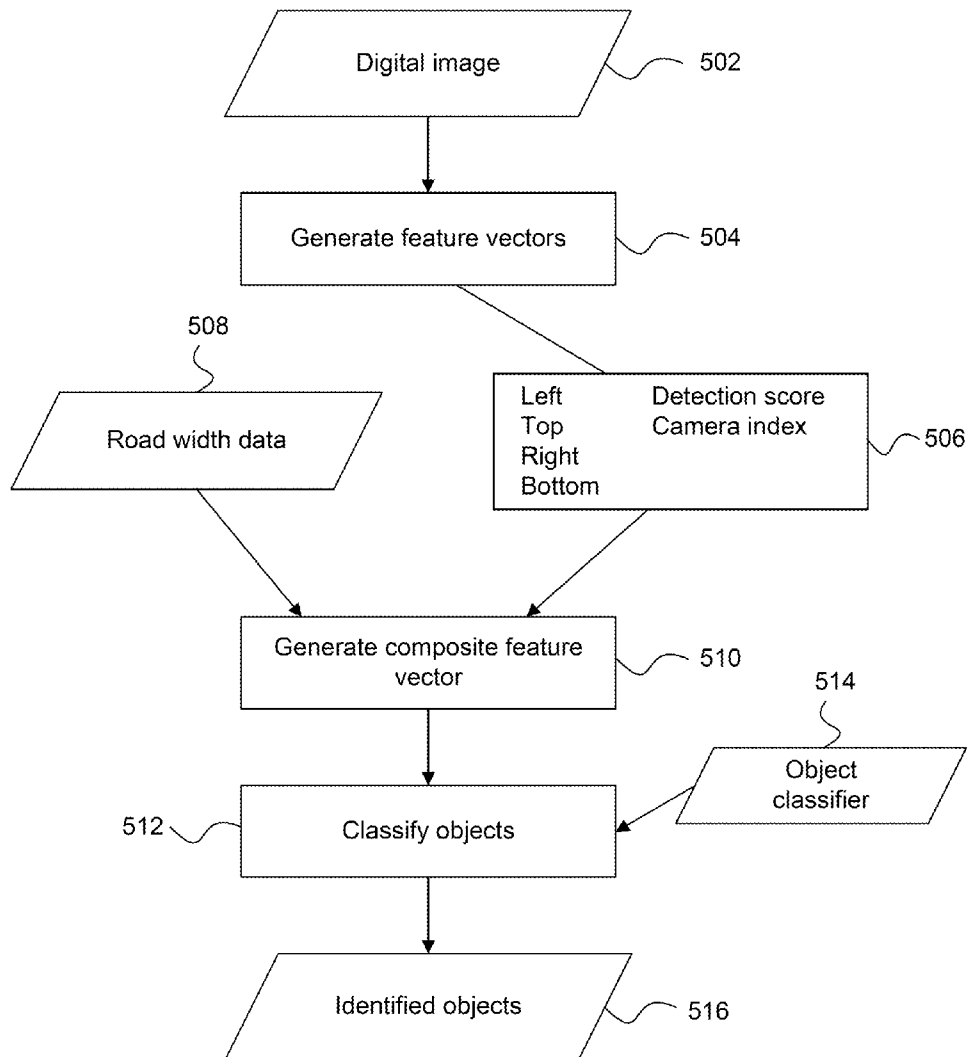 Digital image
502
Generate feature vectors
504
508
Road width data
Left Detection score
Top Camera index
Right
Bottom
506
Generate composite feature
vector
510
514
Object
classifier
512
Classify objects
Identified objects
516